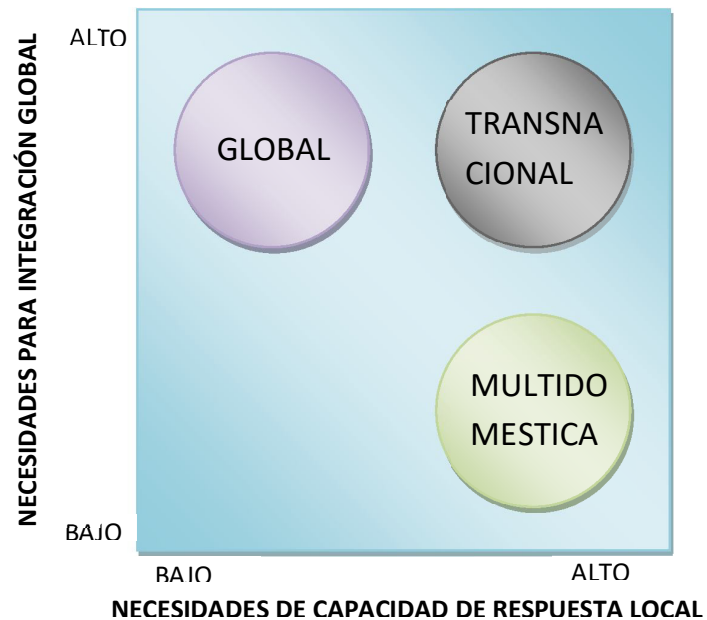 NECESIDADES PARA INTEGRACIÓN GLOBAL
ALTO
GLOBAL
TRANSNA
CIONAL
MULTIDO
MESTICA
BAJO
BAJO
ALTO
NECESIDADES DE CAPACIDAD DE RESPUESTA LOCAL